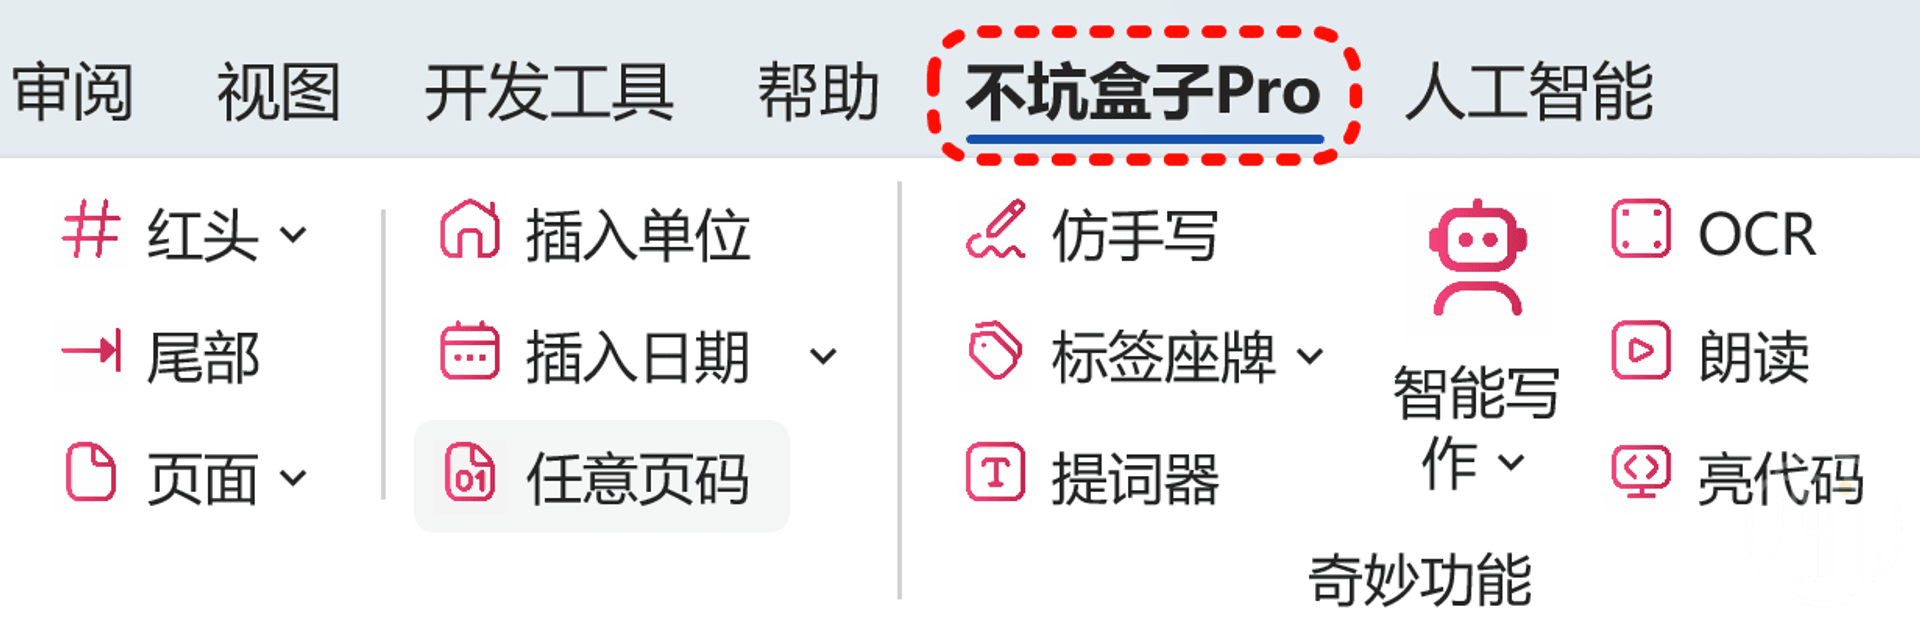 审阅 视图 开发工具 帮助 不坑盒子Pro 人工智能
红头 插入单位 仿手写 OCR
尾部 插入日期 标签座牌 智能写作 朗读
页面 任意页码 提词器 亮代码
奇妙功能